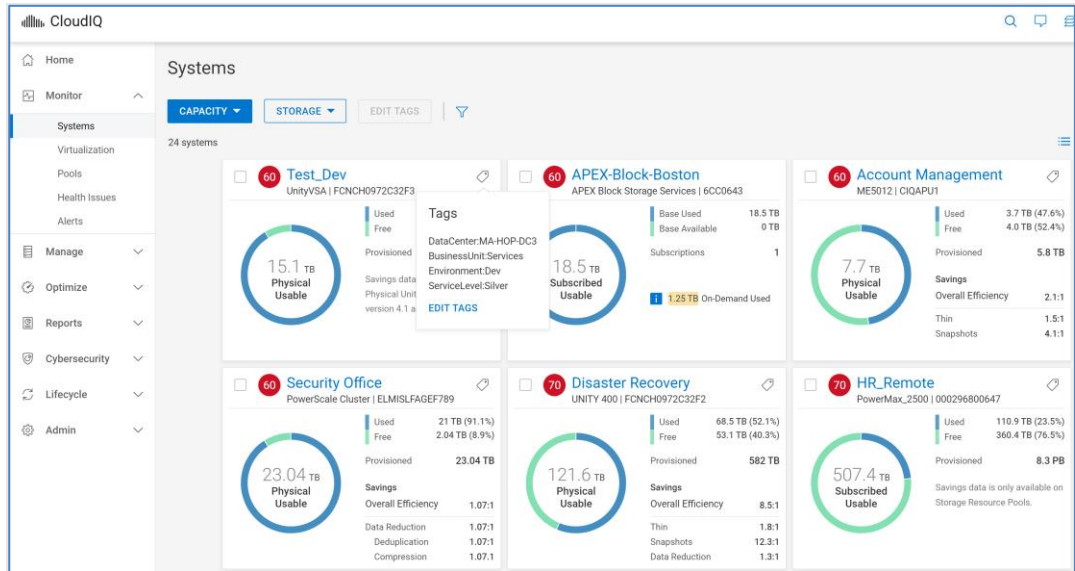 CloudIQ
Home
Monitor
Systems
Virtualization
Pools
Health Issues
Alerts
Manage
Optimize
Reports
Cybersecurity
Lifecycle
Admin
Systems
CAPACITY STORAGE EDIT TAGS
24 systems
60 Test_Dev
UnityVSA | FCNCH0972C32F3
15.1 TB
Physical
Usable
Used
Free
Provisioned
Savings data
Physical Unit
version 4.1 a
Tags
DataCenter:MA-HOP-DC3
BusinessUnit:Services
Environment:Dev
ServiceLevel:Silver
EDIT TAGS
60 APEX-Block-Boston
APEX Block Storage Services | 6CC0643
18.5 TB
Subscribed
Usable
Base Used 18.5 TB
Base Available 0 TB
Subscriptions 1
i 1.25 TB On-Demand Used
60 Account Management
ME5012 | CIQAPU1
7.7 TB
Physical
Usable
Used 3.7 TB (47.6%)
Free 4.0 TB (52.4%)
Provisioned 5.8 TB
Savings
Overall Efficiency 2.1:1
Thin 1.5:1
Snapshots 4.1:1
60 Security Office
PowerScale Cluster | ELMISLFAGEF789
23.04 TB
Physical
Usable
Used 21 TB (91.1%)
Free 2.04 TB (8.9%)
Provisioned 23.04 TB
Savings
Overall Efficiency 1.07:1
Data Reduction 1.07:1
Deduplication 1.07:1
Compression 1.07.1
70 Disaster Recovery
UNITY 400 | FCNCH0972C32F2
121.6 TB
Physical
Usable
Used 68.5 TB (52.1%)
Free 53.1 TB (40.3%)
Provisioned 582 TB
Savings
Overall Efficiency 8.5:1
Thin 1.8:1
Snapshots 12.3:1
Data Reduction 1.3:1
70 HR_Remote
PowerMax_2500 | 000296800647
507.4 TB
Subscribed
Usable
Used 110.9 TB (23.5%)
Free 360.4 TB (76.5%)
Provisioned 8.3 PB
Savings data is only available on
Storage Resource Pools.